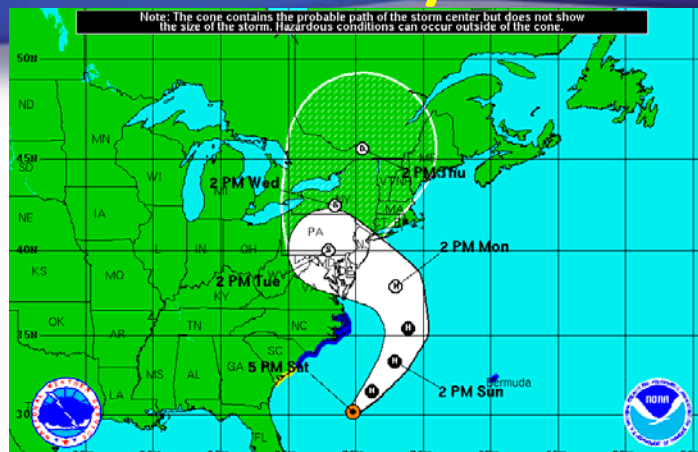 Note: The cone contains the probable path of the storm center but does not show
the size of the storm. Hazardous conditions can occur outside of the cone.
50N
ND
MN
45N
SD
WI
MI
2 PM Wed
ME
2 PM Thu
VT
NH
NE
IA
MA
CT
PA
40N
IL
IN
OH
2 PM Mon
KS
MO
WV
MD
DE
2 PM Tue
KY
VA
OK
TN
NC
35N
AR
SC
5 PM Sat
MS
AL
GA
2 PM Sun
Bermuda
LA
30N
FL
NOAA
S
S
H
H
H
H